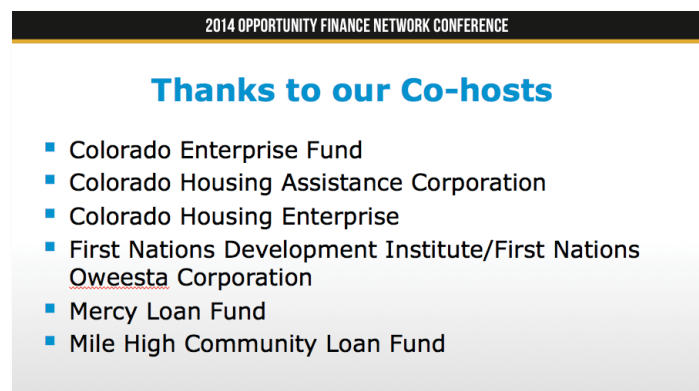 2014 OPPORTUNITY FINANCE NETWORK CONFERENCE
Thanks to our Co-hosts
Colorado Enterprise Fund
Colorado Housing Assistance Corporation
Colorado Housing Enterprise
First Nations Development Institute/First Nations
Oweesta Corporation
Mercy Loan Fund
Mile High Community Loan Fund